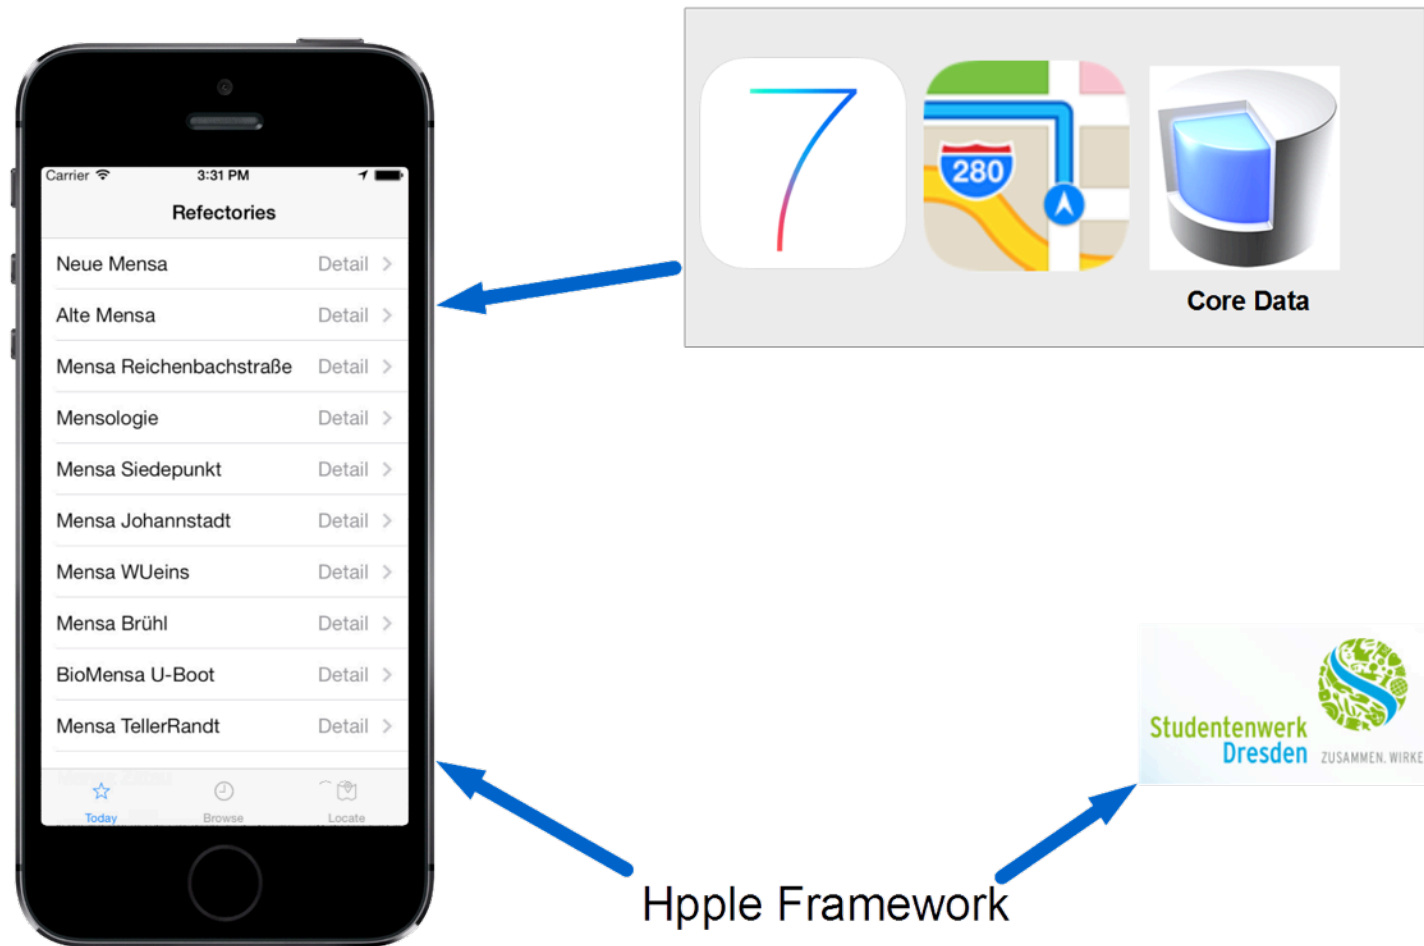 Carrier 3:31 PM
Refectories
Neue Mensa Detail
Alte Mensa Detail
Mensa Reichenbachstraße Detail
Mensologie Detail
Mensa Siedepunkt Detail
Mensa Johannstadt Detail
Mensa WUeins Detail
Mensa Brühl Detail
BioMensa U-Boot Detail
Mensa TellerRandt Detail
Today Browse Locate
7
280
Core Data
Studentenwerk
Dresden ZUSAMMEN. WIRKE
Hpple Framework